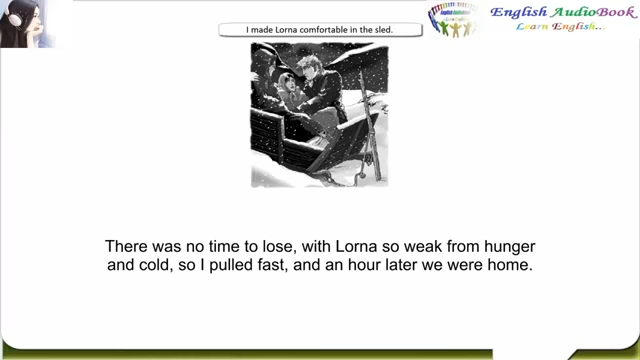 I made Lorna comfortable in the sled.
English AudioBook
Learn English...
There was no time to lose, with Lorna so weak from hunger
and cold, so I pulled fast, and an hour later we were home.